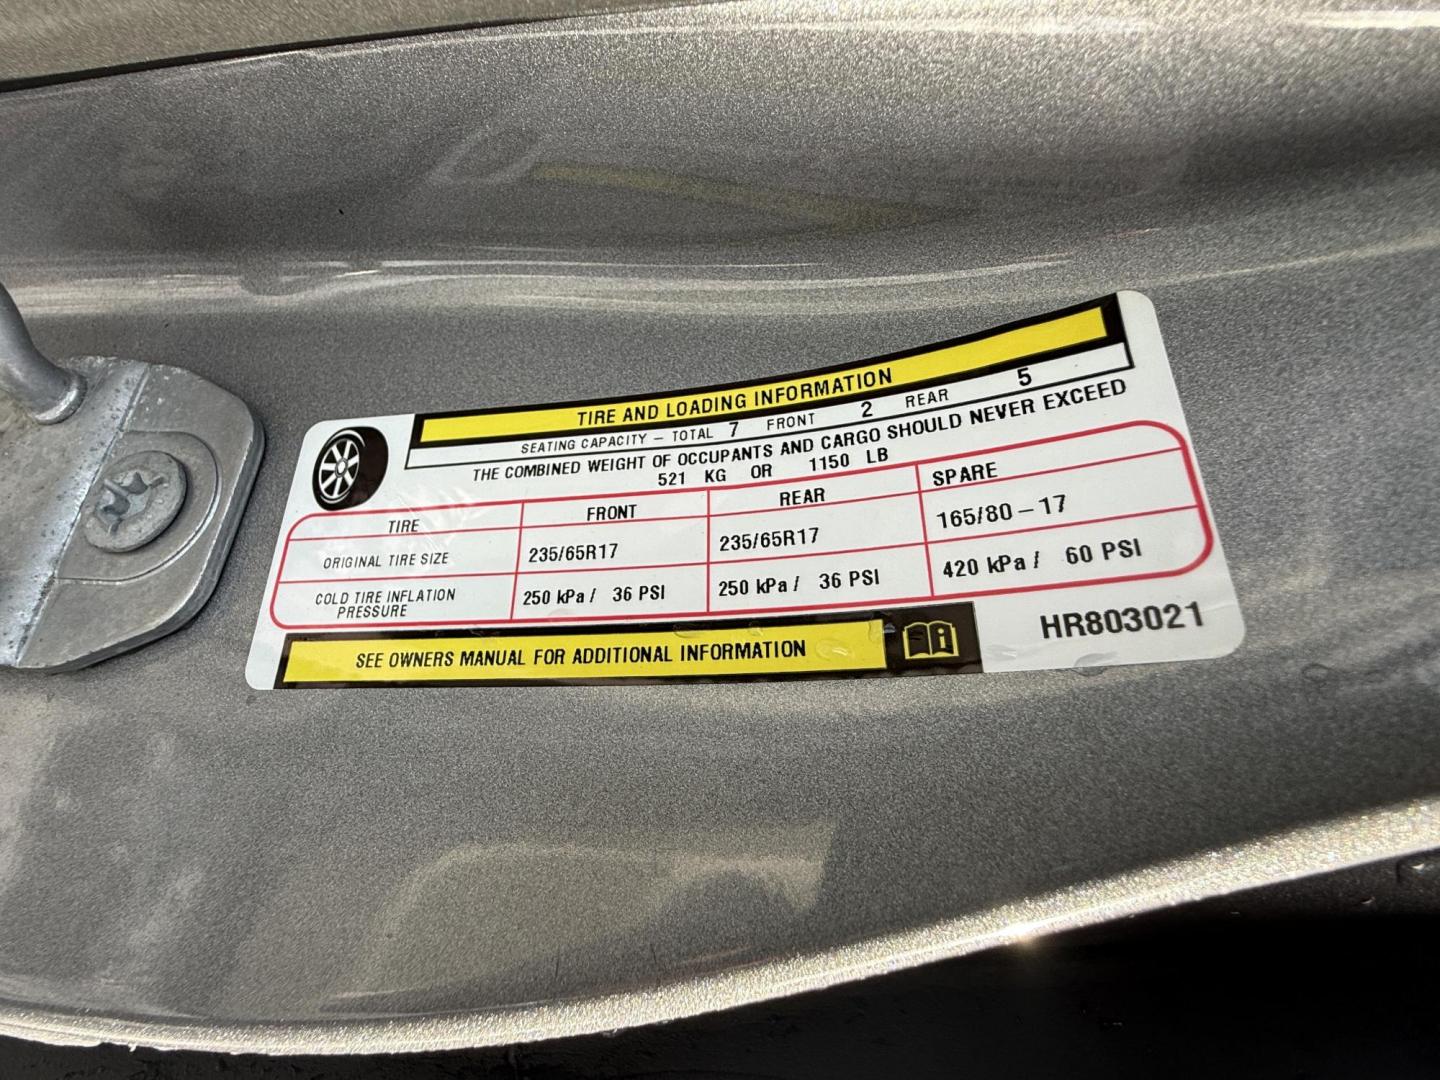 TIRE AND LOADING INFORMATION
SEATING CAPACITY – TOTAL 7 FRONT 2 REAR 5
THE COMBINED WEIGHT OF OCCUPANTS AND CARGO SHOULD NEVER EXCEED
521 KG OR 1150 LB
TIRE FRONT REAR SPARE
ORIGINAL TIRE SIZE 235/65R17 235/65R17 165/80 – 17
COLD TIRE INFLATION
PRESSURE 250 kPa / 36 PSI 250 kPa / 36 PSI 420 kPa / 60 PSI
SEE OWNERS MANUAL FOR ADDITIONAL INFORMATION
HR803021